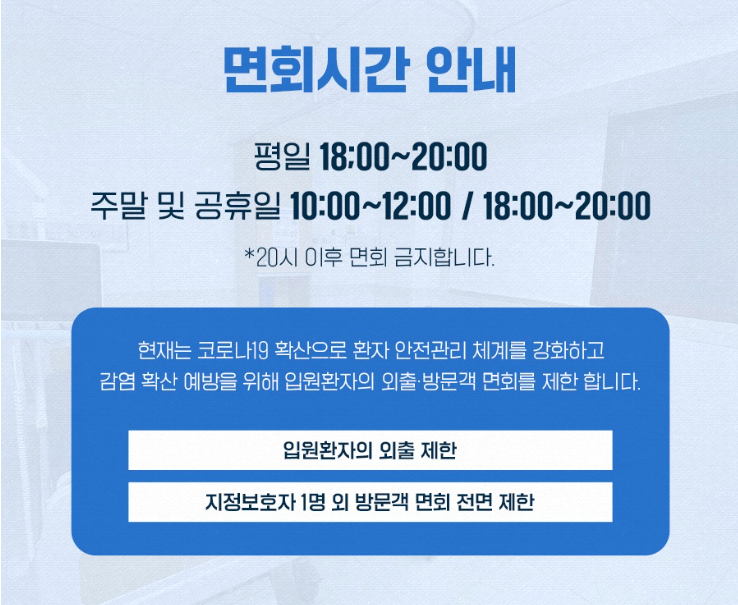 면회시간 안내
평일 18:00~20:00
주말 및 공휴일 10:00~12:00 / 18:00~20:00
*20시 이후 면회 금지합니다.
현재는 코로나19 확산으로 환자 안전관리 체계를 강화하고
감염 확산 예방을 위해 입원환자의 외출·방문객 면회를 제한 합니다.
입원환자의 외출 제한
지정보호자 1명 외 방문객 면회 전면 제한